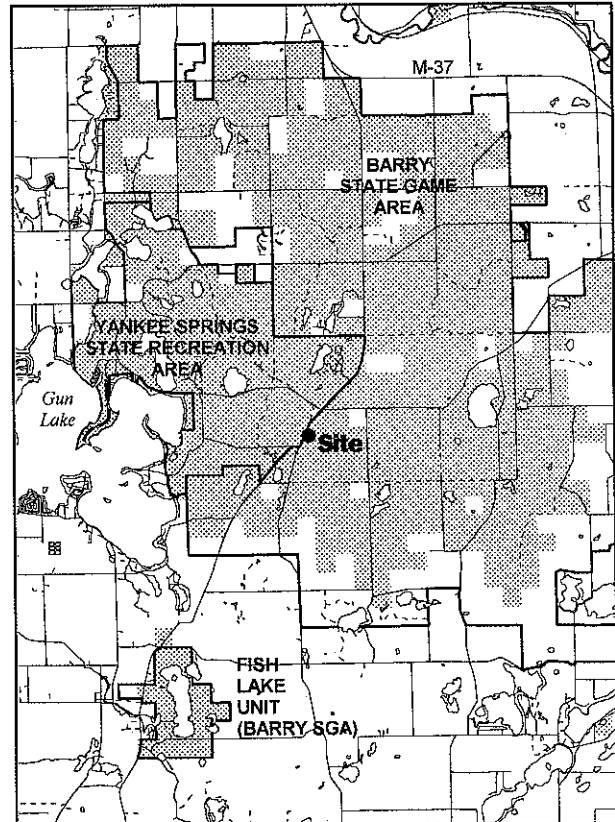 M-37
BARRY
STATE GAME
AREA
YANKEE SPRINGS
STATE RECREATION
AREA
Gun
Lake
Site
FISH
LAKE
UNIT
(BARRY SGA)